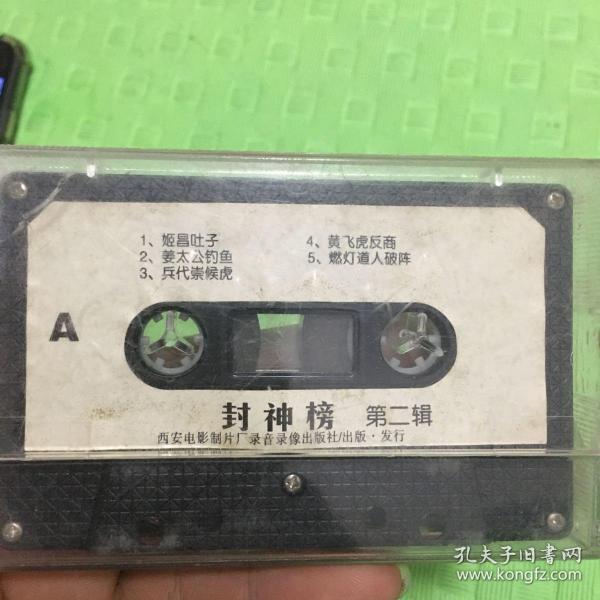 1、姬昌吐子
2、姜太公钓鱼
3、兵代崇候虎
4、黄飞虎反商
5、燃灯道人破阵
A
封神榜 第二辑
西安电影制片厂录音录像出版社/出版·发行
孔夫子旧书网
www.kongfz.com